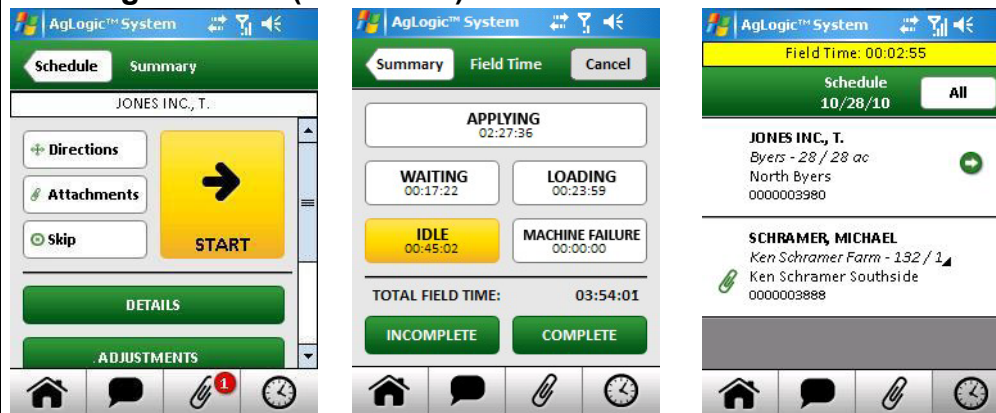 AgLogic™ System
Schedule
Summary
JONES INC., T.
Directions
Attachments
Skip
START
DETAILS
ADJUSTMENTS
1
AgLogic™ System
Summary
Field Time
Cancel
APPLYING
02:27:36
WAITING
00:17:22
LOADING
00:23:59
IDLE
00:45:02
MACHINE FAILURE
00:00:00
TOTAL FIELD TIME: 03:54:01
INCOMPLETE
COMPLETE
AgLogic™ System
Field Time: 00:02:55
Schedule
10/28/10
All
JONES INC., T.
Byers - 28 / 28 ac
North Byers
0000003980
SCHRAMER, MICHAEL
Ken Schramer Farm - 132 / 1
Ken Schramer Southside
0000003888